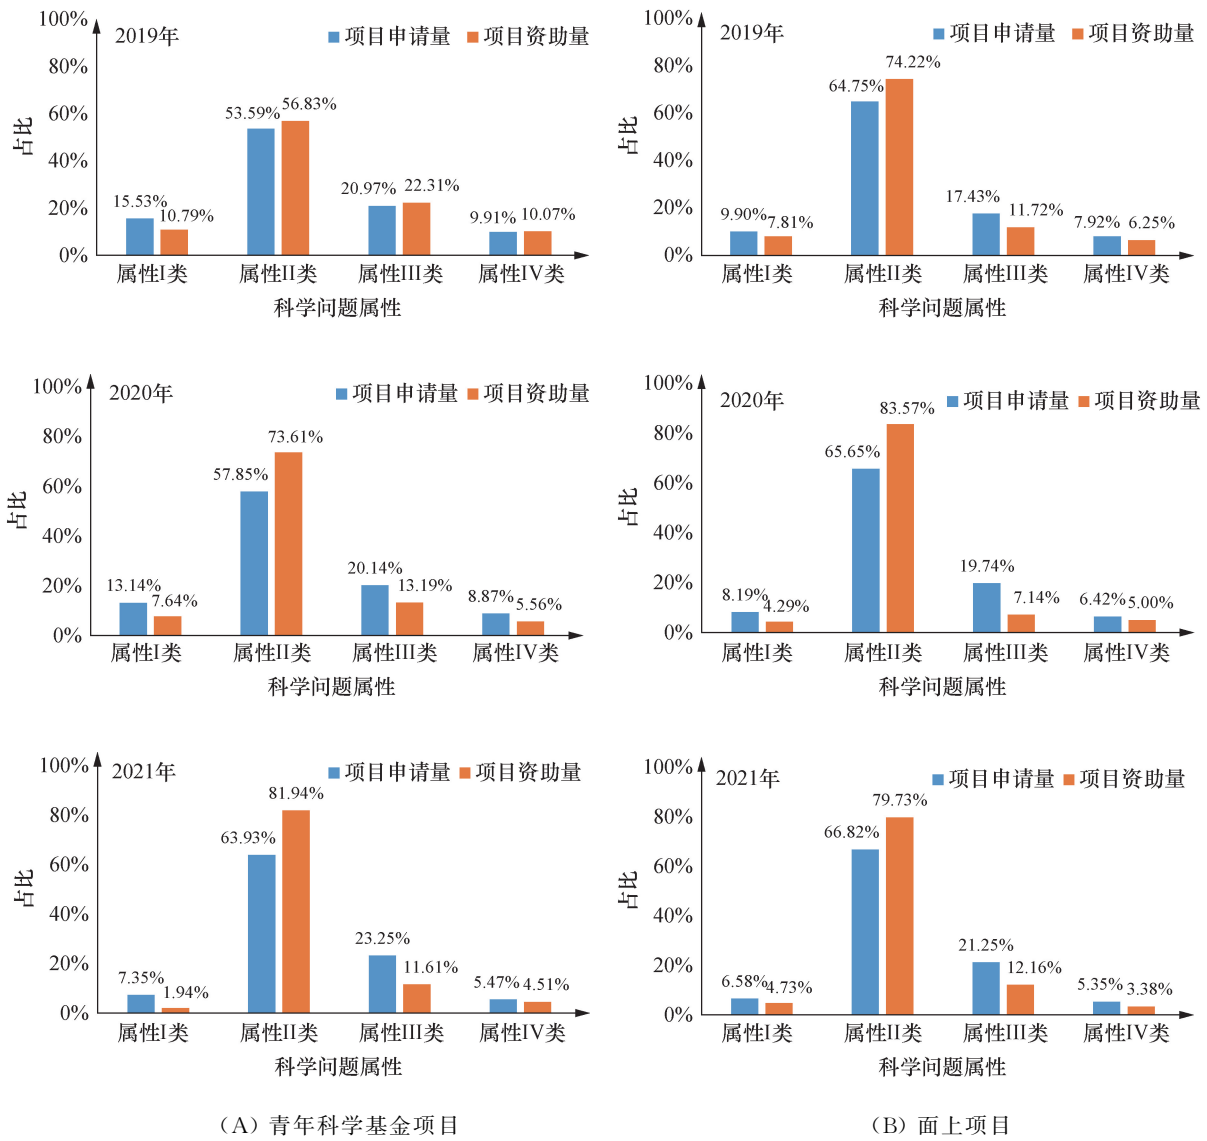 2019年
项目申请量 项目资助量
100%
80%
60%
40%
20%
0%
占比
15.53% 10.79% 53.59% 56.83% 20.97% 22.31% 9.91% 10.07%
属性I类 属性II类 属性III类 属性IV类
科学问题属性
2019年
项目申请量 项目资助量
100%
80%
60%
40%
20%
0%
占比
9.90% 7.81% 64.75% 74.22% 17.43% 11.72% 7.92% 6.25%
属性I类 属性II类 属性III类 属性IV类
科学问题属性
2020年
项目申请量 项目资助量
100%
80%
60%
40%
20%
0%
占比
13.14% 7.64% 57.85% 73.61% 20.14% 13.19% 8.87% 5.56%
属性I类 属性II类 属性III类 属性IV类
科学问题属性
2020年
项目申请量 项目资助量
100%
80%
60%
40%
20%
0%
占比
8.19% 4.29% 65.65% 83.57% 19.74% 7.14% 6.42% 5.00%
属性I类 属性II类 属性III类 属性IV类
科学问题属性
2021年
项目申请量 项目资助量
100%
80%
60%
40%
20%
0%
占比
7.35% 1.94% 63.93% 81.94% 23.25% 11.61% 5.47% 4.51%
属性I类 属性II类 属性III类 属性IV类
科学问题属性
2021年
项目申请量 项目资助量
100%
80%
60%
40%
20%
0%
占比
6.58% 4.73% 66.82% 79.73% 21.25% 12.16% 5.35% 3.38%
属性I类 属性II类 属性III类 属性IV类
科学问题属性
（A）青年科学基金项目
（B）面上项目